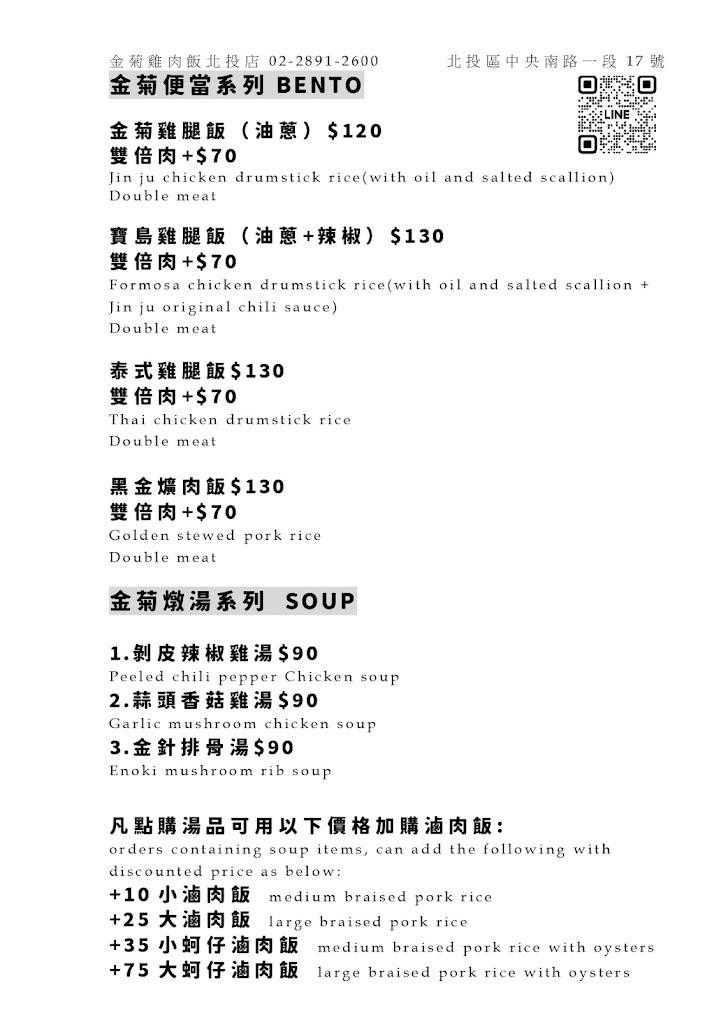 金菊雞肉飯北投店 02-2891-2600 北投區中央南路一段 17 號
金菊便當系列 BENTO
LINE
金菊雞腿飯（油蔥）$120
雙倍肉+$70
Jin ju chicken drumstick rice(with oil and salted scallion)
Double meat
寶島雞腿飯（油蔥+辣椒）$130
雙倍肉+$70
Formosa chicken drumstick rice(with oil and salted scallion +
Jin ju original chili sauce)
Double meat
泰式雞腿飯$130
雙倍肉+$70
Thai chicken drumstick rice
Double meat
黑金爌肉飯$130
雙倍肉+$70
Golden stewed pork rice
Double meat
金菊燉湯系列 SOUP
1.剝皮辣椒雞湯$90
Peeled chili pepper Chicken soup
2.蒜頭香菇雞湯$90
Garlic mushroom chicken soup
3.金針排骨湯$90
Enoki mushroom rib soup
凡點購湯品可用以下價格加購滷肉飯:
orders containing soup items, can add the following with
discounted price as below:
+10 小滷肉飯 medium braised pork rice
+25 大滷肉飯 large braised pork rice
+35 小蚵仔滷肉飯 medium braised pork rice with oysters
+75 大蚵仔滷肉飯 large braised pork rice with oysters